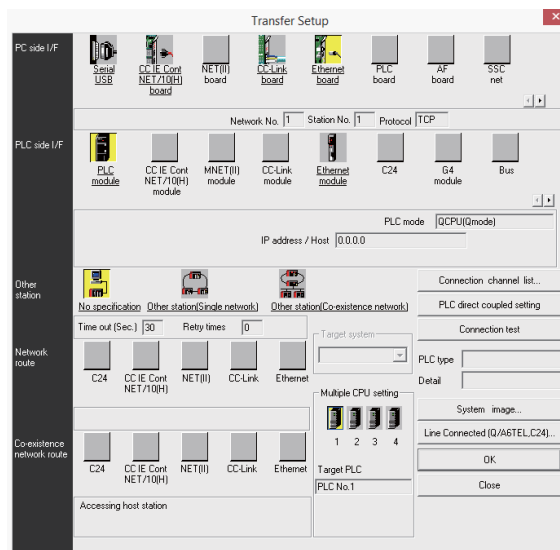 Transfer Setup
PC side I/F
Serial USB
CC IE Cont NET/10(H) board
NET(II) board
CC-Link board
Ethernet board
PLC board
AF board
SSC net
Network No. 1 Station No. 1 Protocol TCP
PLC side I/F
PLC module
CC IE Cont NET/10(H) module
MNET(II) module
CC-Link module
Ethernet module
C24
G4 module
Bus
PLC mode QCPU(Qmode)
IP address / Host 0.0.0.0
Other station
No specification
Other station(Single network)
Other station(Co-existence network)
Time out (Sec.) 30 Retry times 0
Target system
Connection channel list...
PLC direct coupled setting
Connection test
PLC type
Detail
System image...
Line Connected (Q/A6TEL,C24)...
OK
Close
Network route
C24
CC IE Cont NET/10(H)
NET(II)
CC-Link
Ethernet
Multiple CPU setting
1 2 3 4
Target PLC
PLC No.1
Co-existence network route
C24
CC IE Cont NET/10(H)
NET(II)
CC-Link
Ethernet
Accessing host station